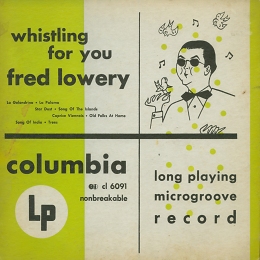 whistling
for you
fred lowery
La Golondrina • La Paloma
Star Dust • Song Of The Islands
Caprice Viennois • Old Folks At Home
Song Of India • Trees
columbia
cl 6091
nonbreakable
Lp
long playing
microgroove
record